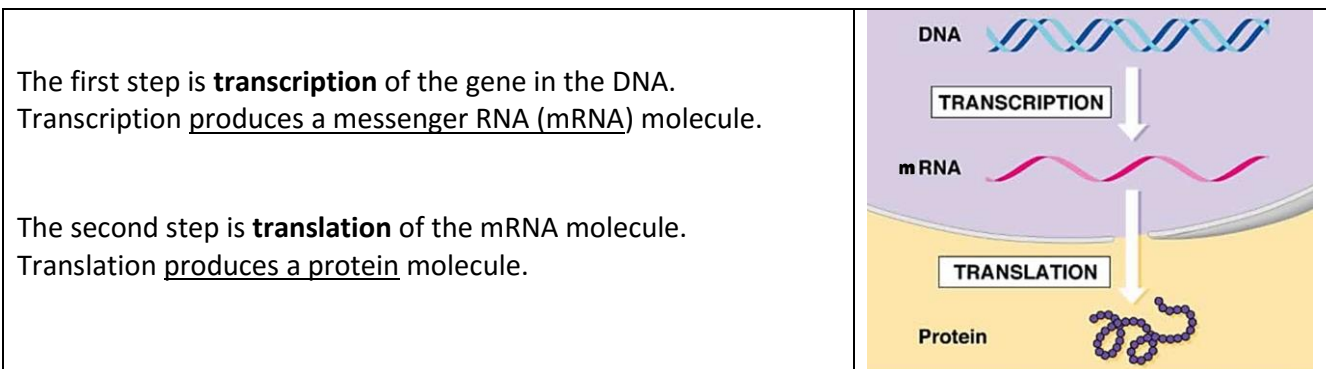 The first step is transcription of the gene in the DNA.
Transcription produces a messenger RNA (mRNA) molecule.
The second step is translation of the mRNA molecule.
Translation produces a protein molecule.
DNA
TRANSCRIPTION
mRNA
TRANSLATION
Protein